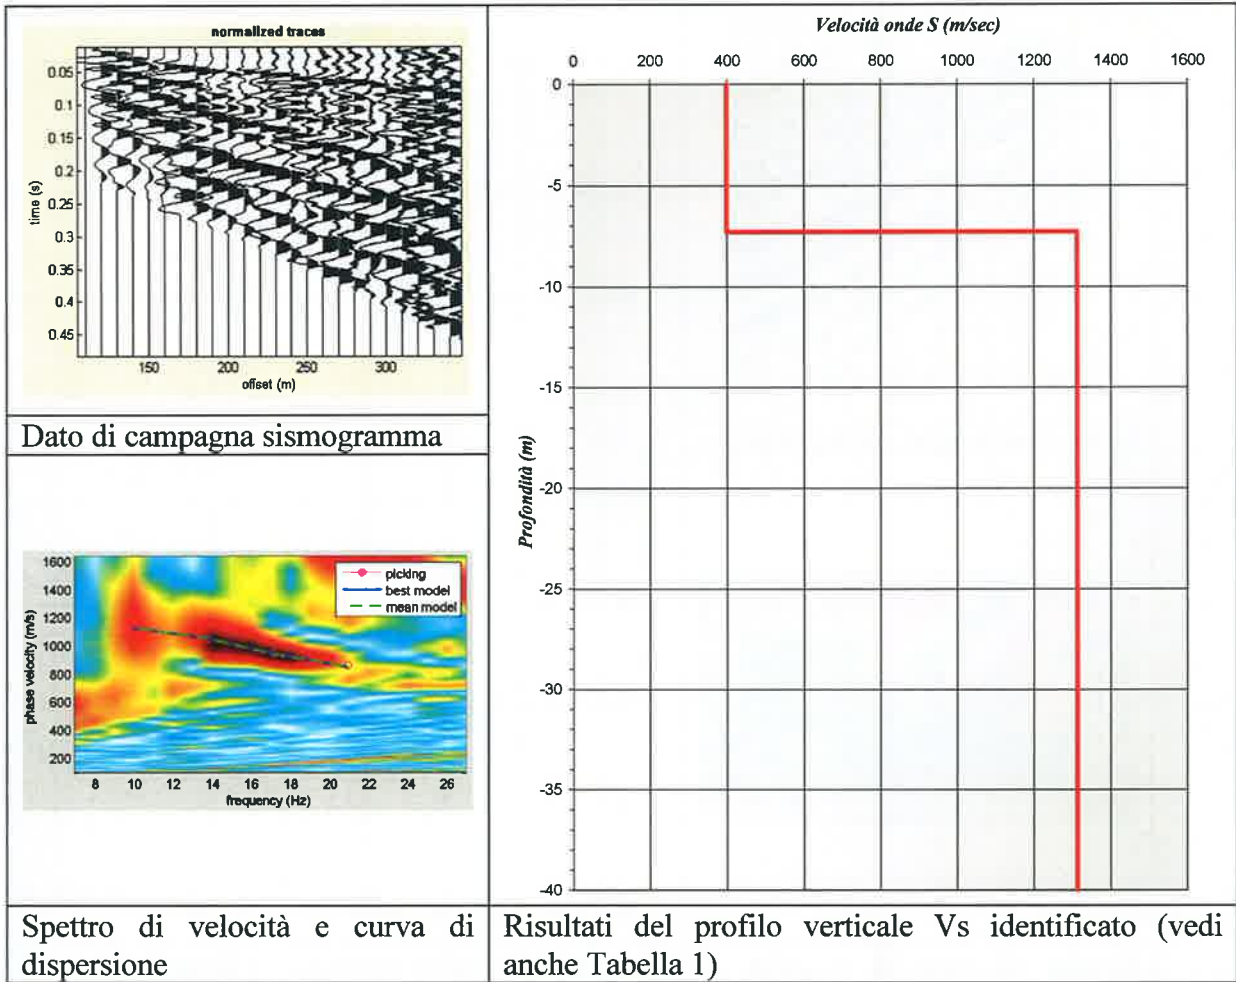 normalized traces
time (s)
0.05
0.1
0.15
0.2
0.25
0.3
0.35
0.4
0.45
150 200 250 300
offset (m)
Dato di campagna sismogramma
phase velocity (m/s)
1600
1400
1200
1000
800
600
400
200
picking
best model
mean model
8 10 12 14 16 18 20 22 24 26
frequency (Hz)
Spettro di velocità e curva di
dispersione
Velocità onde S (m/sec)
0 200 400 600 800 1000 1200 1400 1600
Profondità (m)
0
-5
-10
-15
-20
-25
-30
-35
-40
Risultati del profilo verticale Vs identificato (vedi
anche Tabella 1)